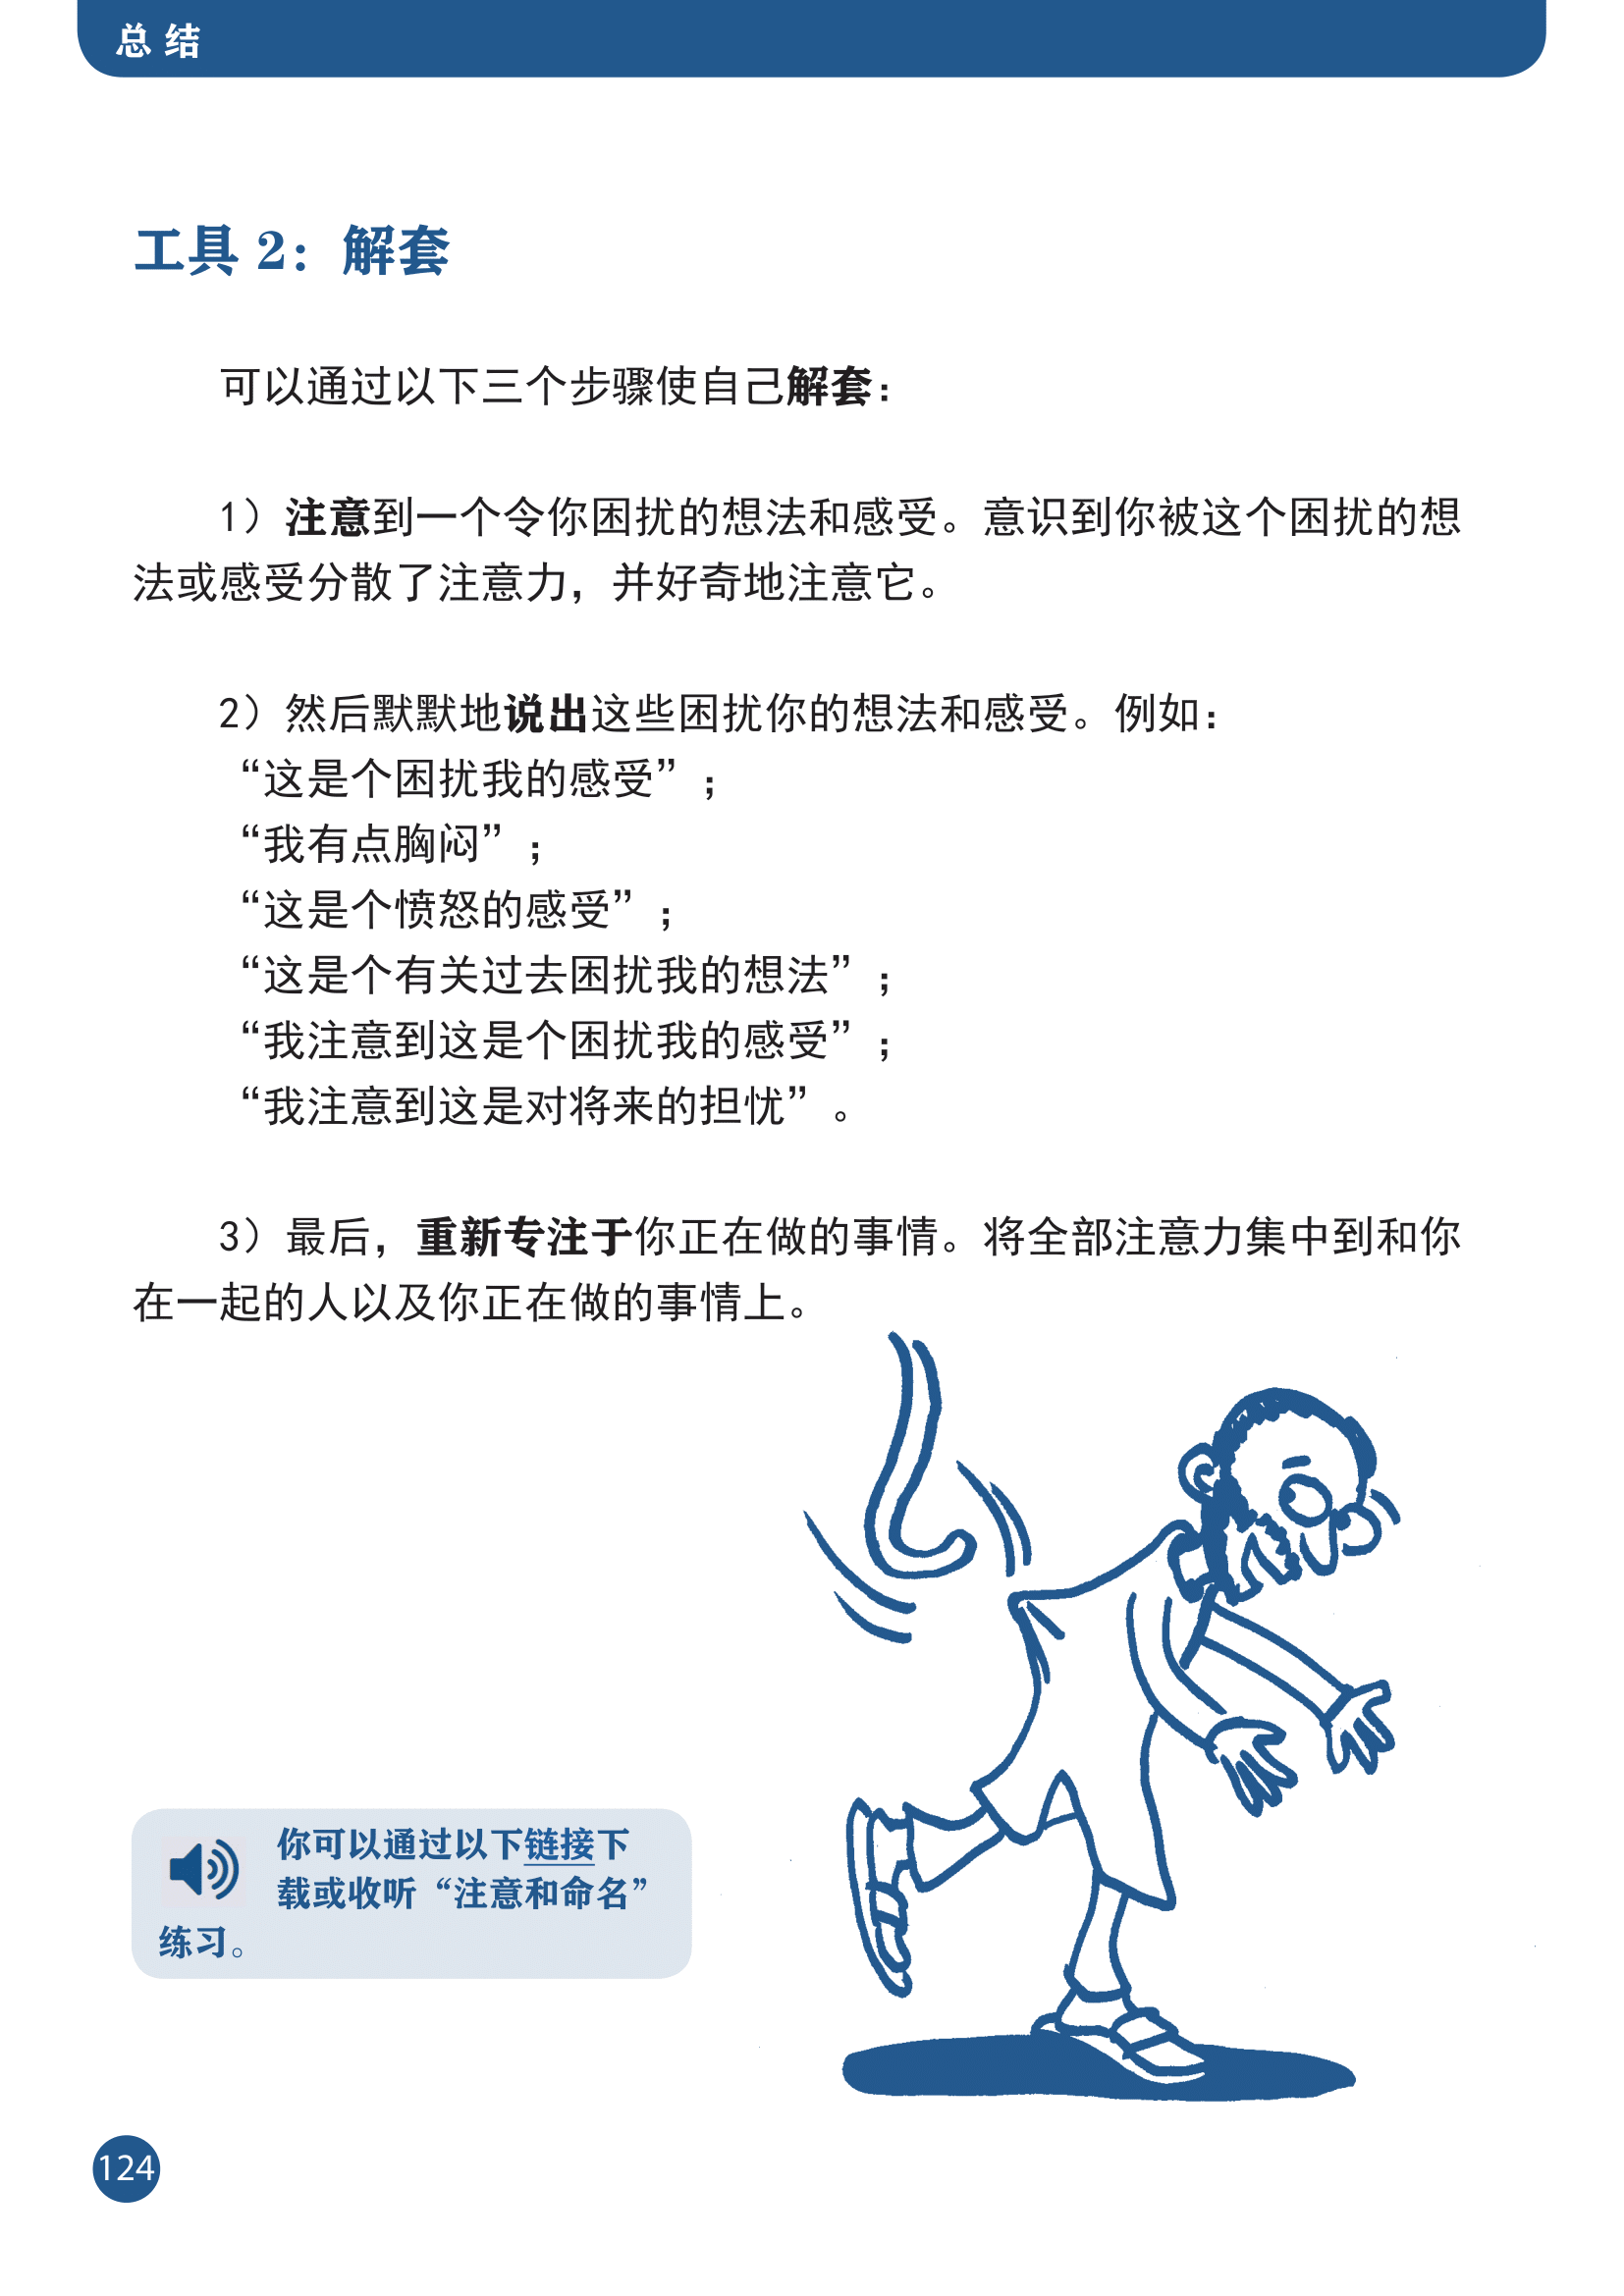 总 结
工具 2：解套
可以通过以下三个步骤使自己解套：
1）注意到一个令你困扰的想法和感受。意识到你被这个困扰的想
法或感受分散了注意力，并好奇地注意它。
2）然后默默地说出这些困扰你的想法和感受。例如：
“这是个困扰我的感受”；
“我有点胸闷”；
“这是个愤怒的感受”；
“这是个有关过去困扰我的想法”；
“我注意到这是个困扰我的感受”；
“我注意到这是对将来的担忧”。
3）最后，重新专注于你正在做的事情。将全部注意力集中到和你
在一起的人以及你正在做的事情上。
你可以通过以下链接下
载或收听“注意和命名”
练习。
124